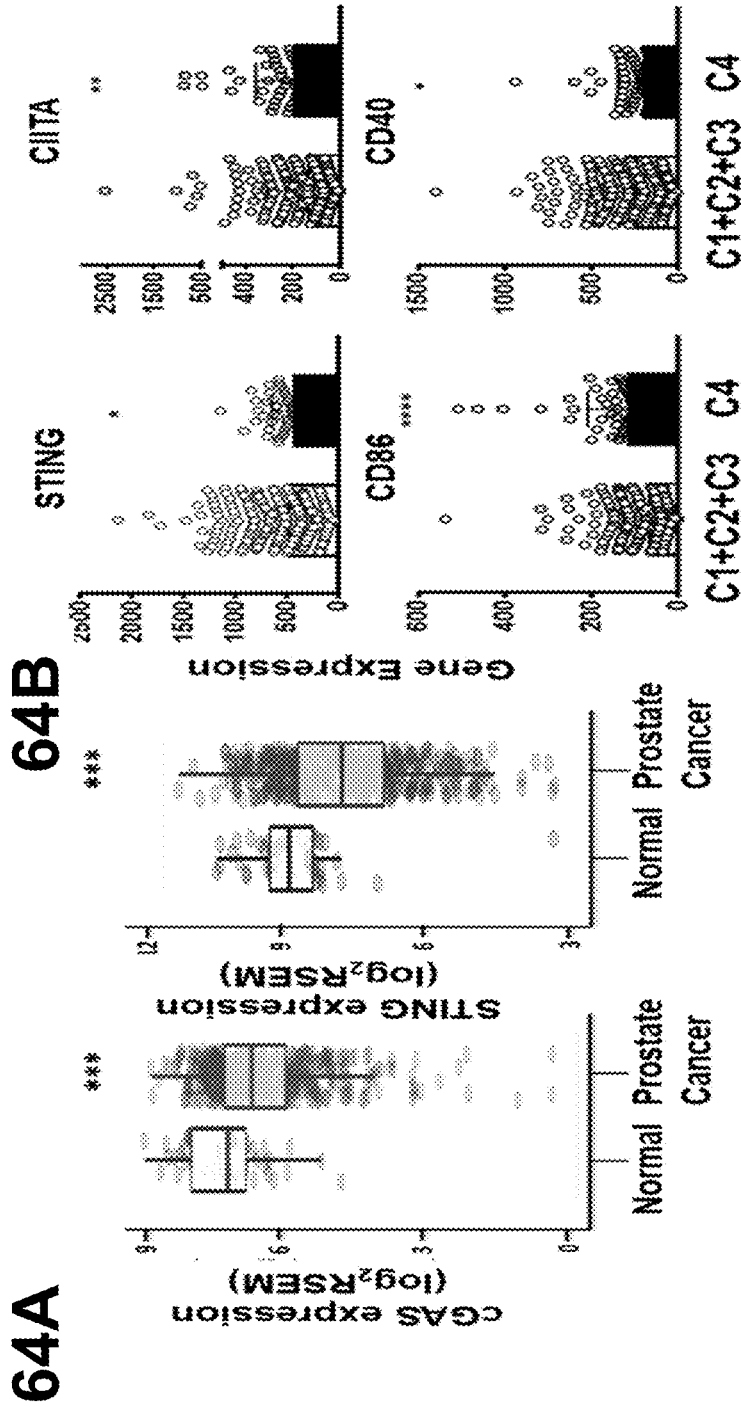 64A
cGAS expression
(log₂RSEM)
9
6
3
0
***
Normal
Prostate
Cancer
STING expression
(log₂RSEM)
12
9
6
3
***
Normal
Prostate
Cancer
64B
Gene Expression
STING
2500
2000
1500
1000
500
0
*
CIITA
2500
1500
500
400
200
0
**
CD86
600
400
200
0
****
C1+C2+C3
C4
CD40
1500
1000
500
0
*
C1+C2+C3
C4